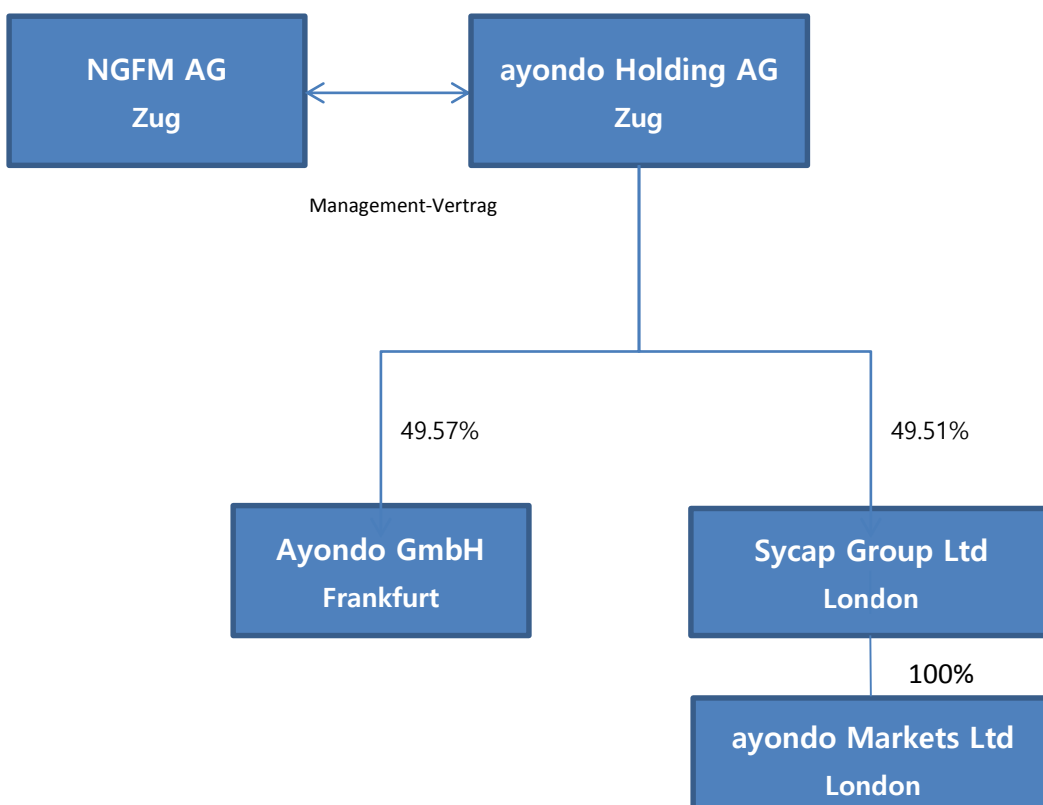 NGFM AG
Zug
ayondo Holding AG
Zug
Management-Vertrag
49.57%
49.51%
Ayondo GmbH
Frankfurt
Sycap Group Ltd
London
100%
ayondo Markets Ltd
London